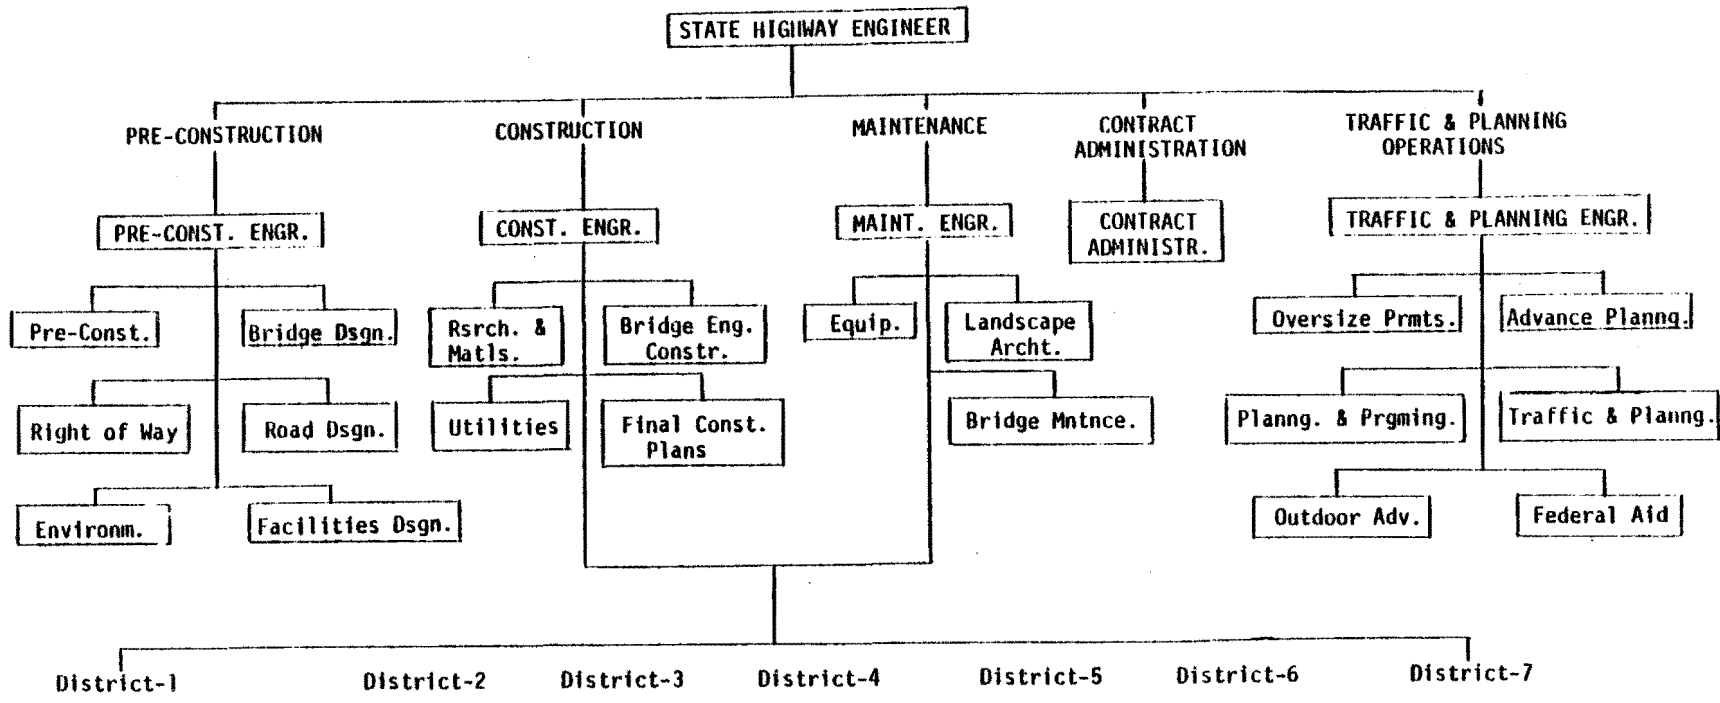 STATE HIGHWAY ENGINEER
PRE-CONSTRUCTION
CONSTRUCTION
MAINTENANCE
CONTRACT
ADMINISTRATION
TRAFFIC & PLANNING
OPERATIONS
PRE-CONST. ENGR.
CONST. ENGR.
MAINT. ENGR.
CONTRACT
ADMINISTR.
TRAFFIC & PLANNING ENGR.
Pre-Const.
Bridge Dsgn.
Rsrch. &
Matls.
Bridge Eng.
Constr.
Equip.
Landscape
Archt.
Oversize Prmts.
Advance Planng.
Right of Way
Road Dsgn.
Utilities
Final Const.
Plans
Bridge Mntnce.
Planng. & Prgming.
Traffic & Planng.
Environm.
Facilities Dsgn.
Outdoor Adv.
Federal Aid
District-1
District-2
District-3
District-4
District-5
District-6
District-7